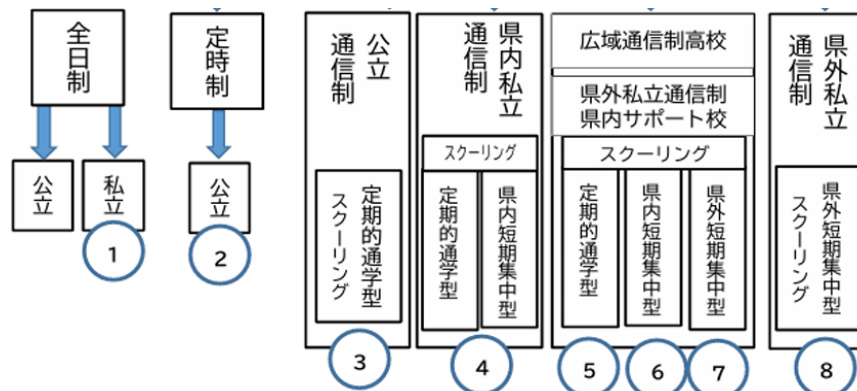 全日制
公立
私立
1
定時制
公立
2
公立
通信制
定期的通学型
スクーリング
3
県内私立
通信制
スクーリング
定期的通学型
県内短期集中型
4
広域通信制高校
県外私立通信制
県内サポート校
スクーリング
定期的通学型
県内短期集中型
県外短期集中型
5
6
7
県外私立
通信制
県外短期集中型
スクーリング
8